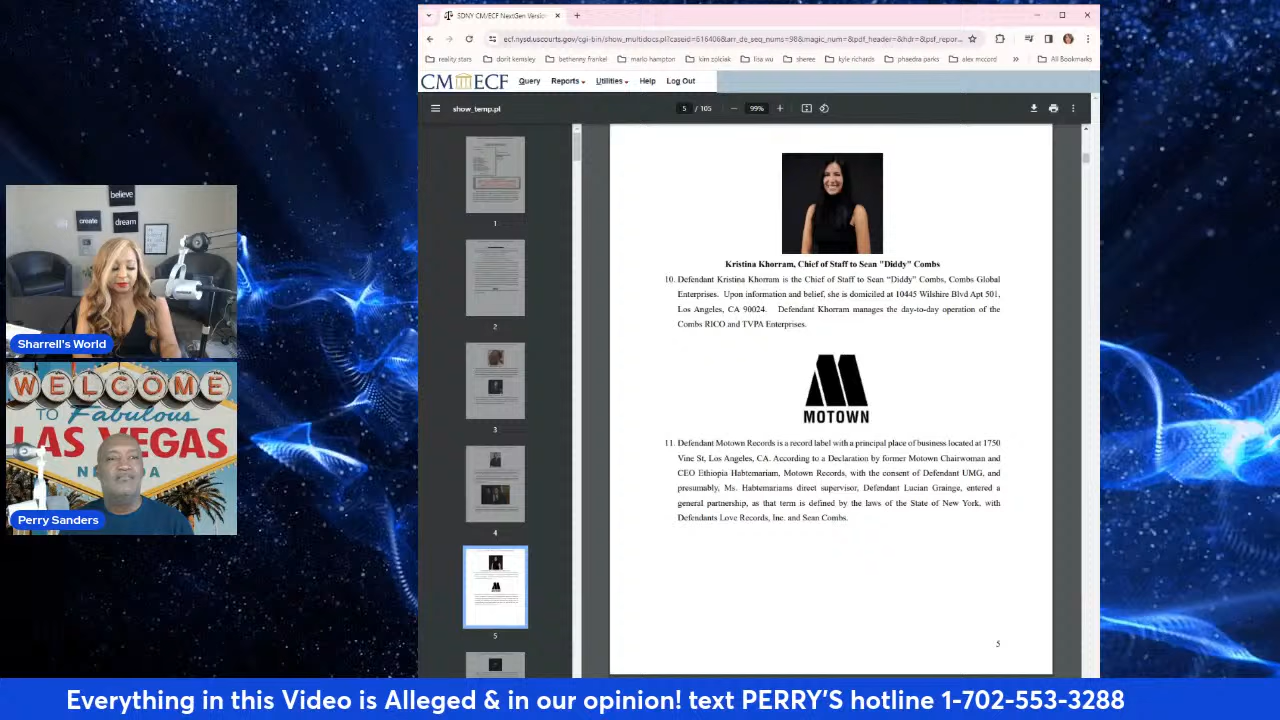 SDNY CM/ECF NextGen Version
ecf.nysd.uscourts.gov/cgi-bin/show_multidocs.pl?caseid=616406&arr_de_seq_nums=98&magic_num=&pdf_header=&hdr=&psf_repor...
reality stars dorit kemsley bethenny frankel marlo hampton kim zolciak lisa wu sheree kyle richards phaedra parks alex mccord » All Bookmarks
CM ECF Query Reports Utilities Help Log Out
show_temp.pl 5 / 105 99%
1
2
3
4
5
Kristina Khorram, Chief of Staff to Sean "Diddy" Combs
10. Defendant Kristina Khorram is the Chief of Staff to Sean “Diddy” Combs, Combs Global
Enterprises. Upon information and belief, she is domiciled at 10445 Wilshire Blvd Apt 501,
Los Angeles, CA 90024. Defendant Khorram manages the day-to-day operation of the
Combs RICO and TVPA Enterprises.
MOTOWN
11. Defendant Motown Records is a record label with a principal place of business located at 1750
Vine St, Los Angeles, CA. According to a Declaration by former Motown Chairwoman and
CEO Ethiopia Habtemariam, Motown Records, with the consent of Defendant UMG, and
presumably, Ms. Habtemariams direct supervisor, Defendant Lucian Grainge, entered a
general partnership, as that term is defined by the laws of the State of New York, with
Defendants Love Records, Inc. and Sean Combs.
5
believe
create
dream
Sharrell's World
WELCOME
TO Fabulous
LAS VEGAS
Perry Sanders
Everything in this Video is Alleged & in our opinion! text PERRY'S hotline 1-702-553-3288